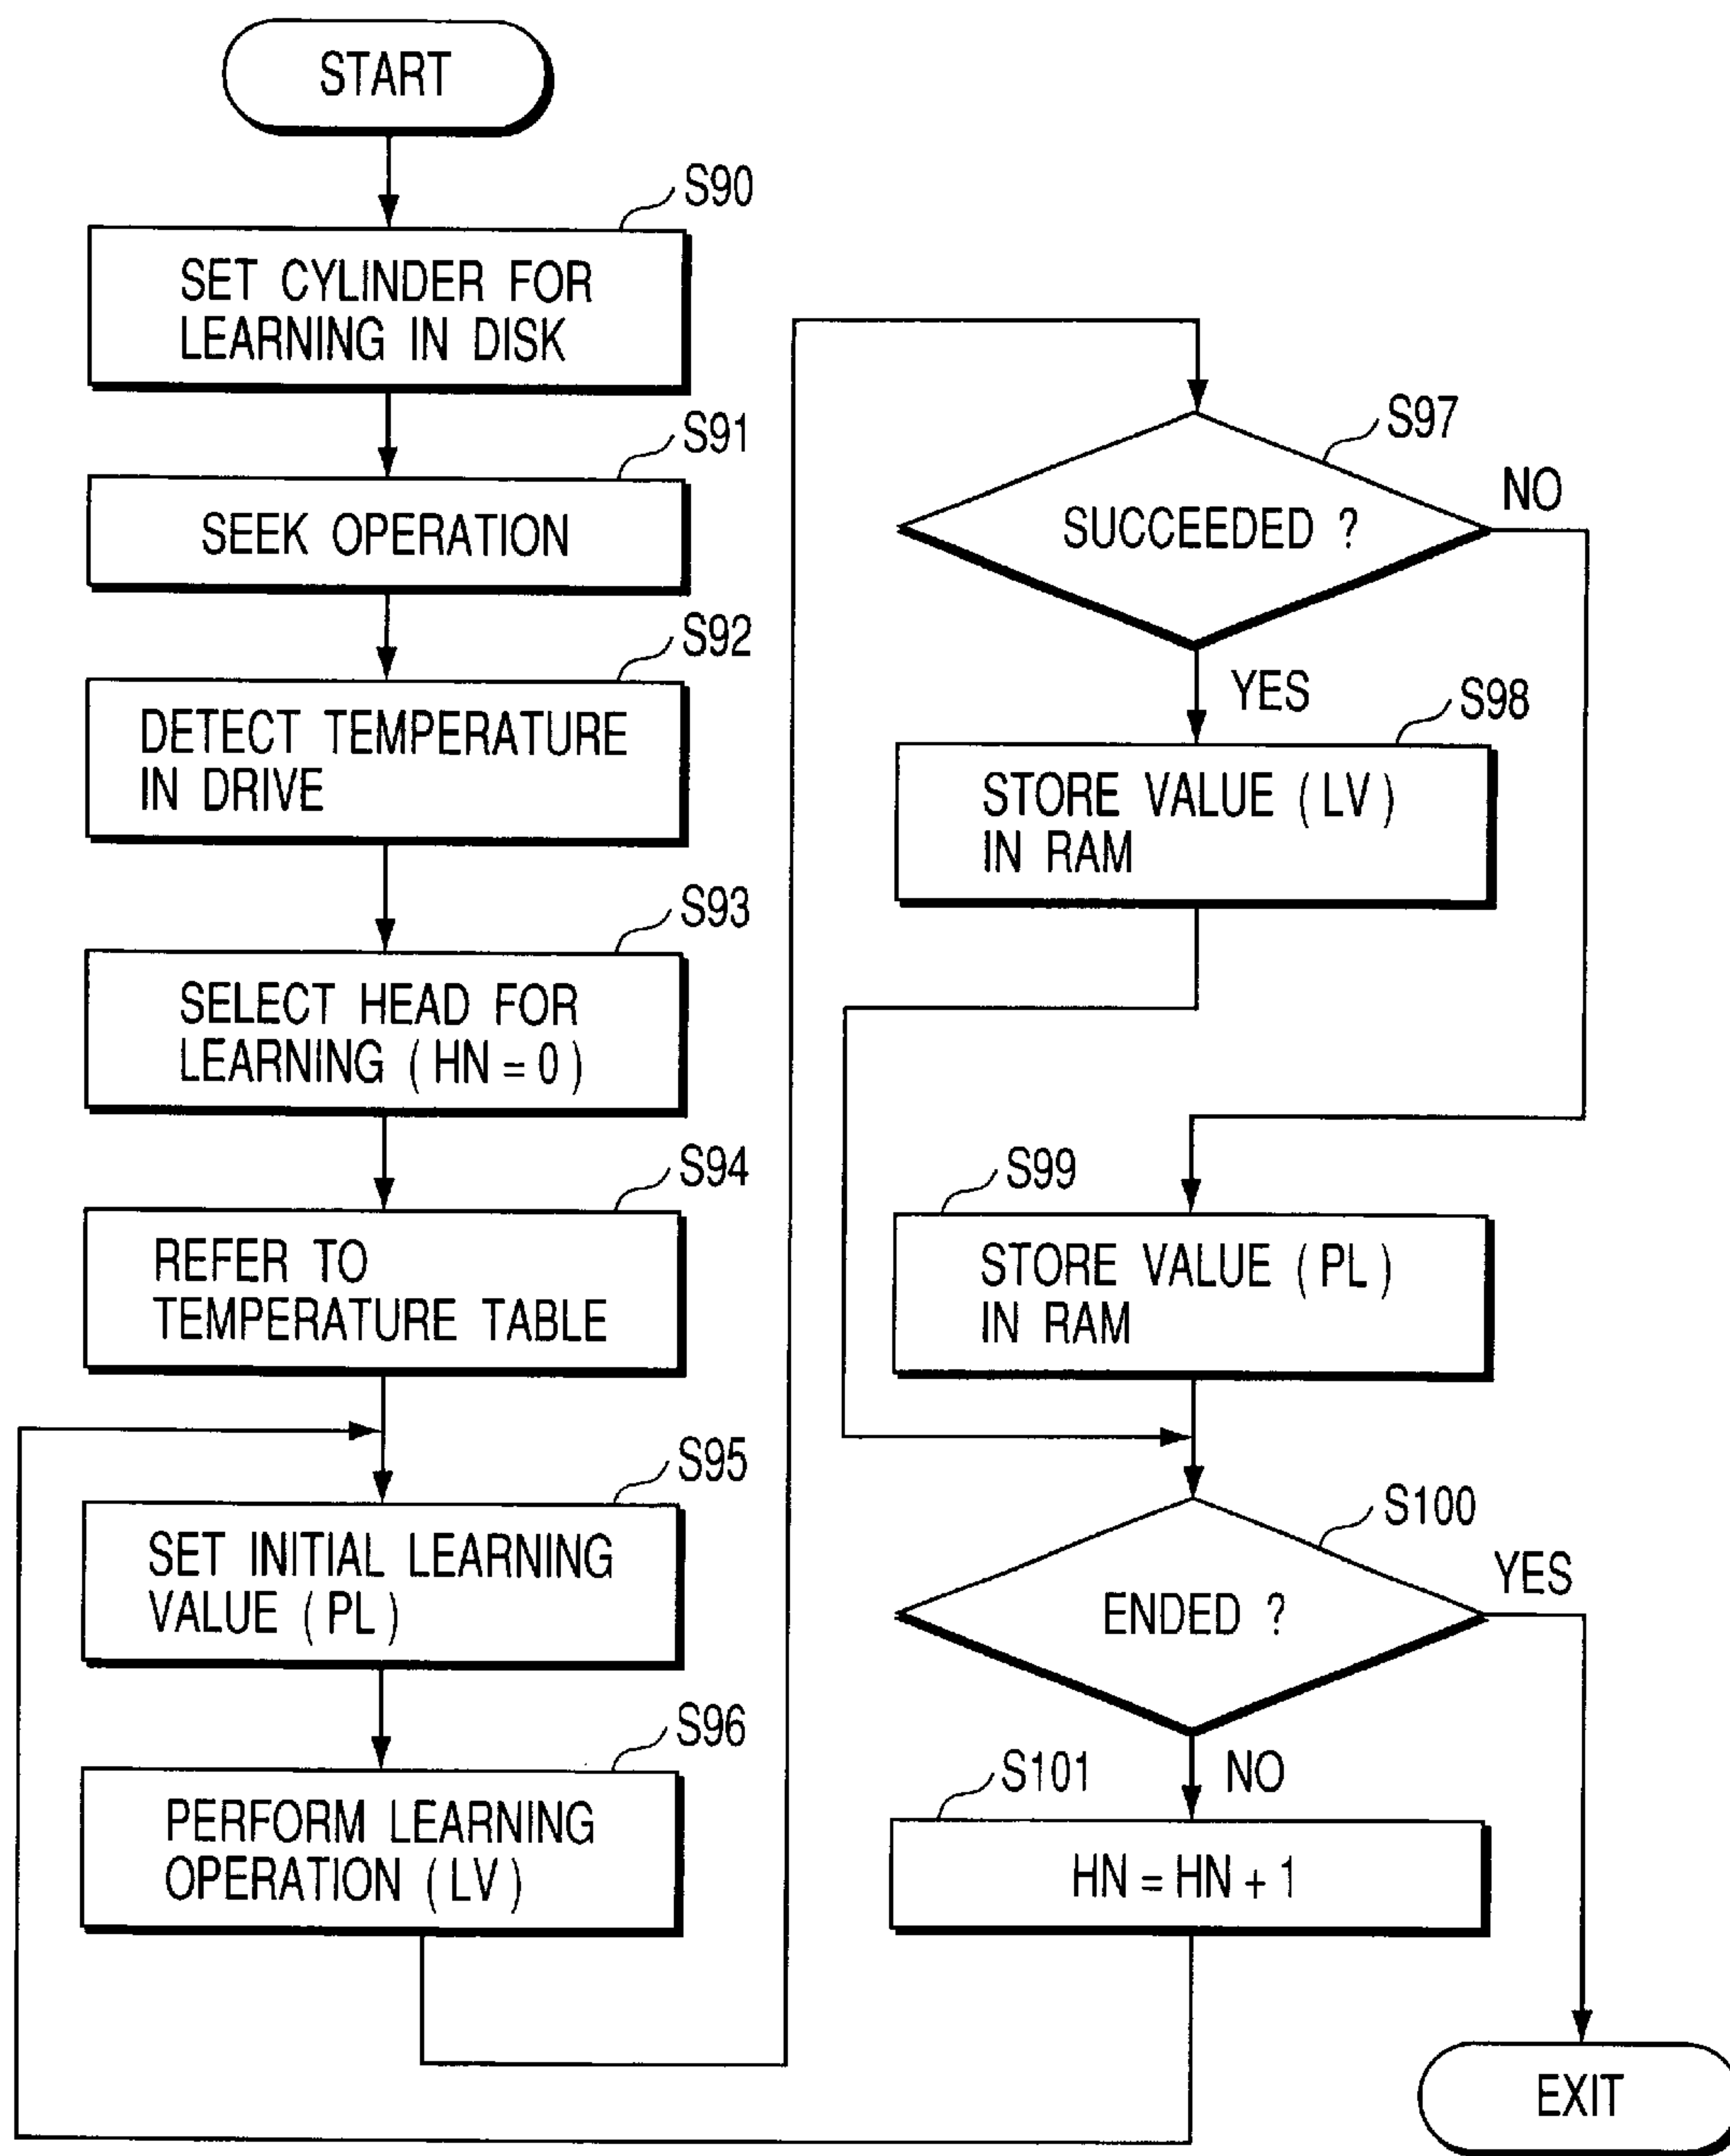 START
S90
SET CYLINDER FOR
LEARNING IN DISK
S91
SEEK OPERATION
S92
DETECT TEMPERATURE
IN DRIVE
S93
SELECT HEAD FOR
LEARNING ( HN = 0 )
S94
REFER TO
TEMPERATURE TABLE
S95
SET INITIAL LEARNING
VALUE ( PL )
S96
PERFORM LEARNING
OPERATION ( LV )
S97
SUCCEEDED ?
NO
YES
S98
STORE VALUE ( LV )
IN RAM
S99
STORE VALUE ( PL )
IN RAM
S100
ENDED ?
YES
NO
S101
HN = HN + 1
EXIT